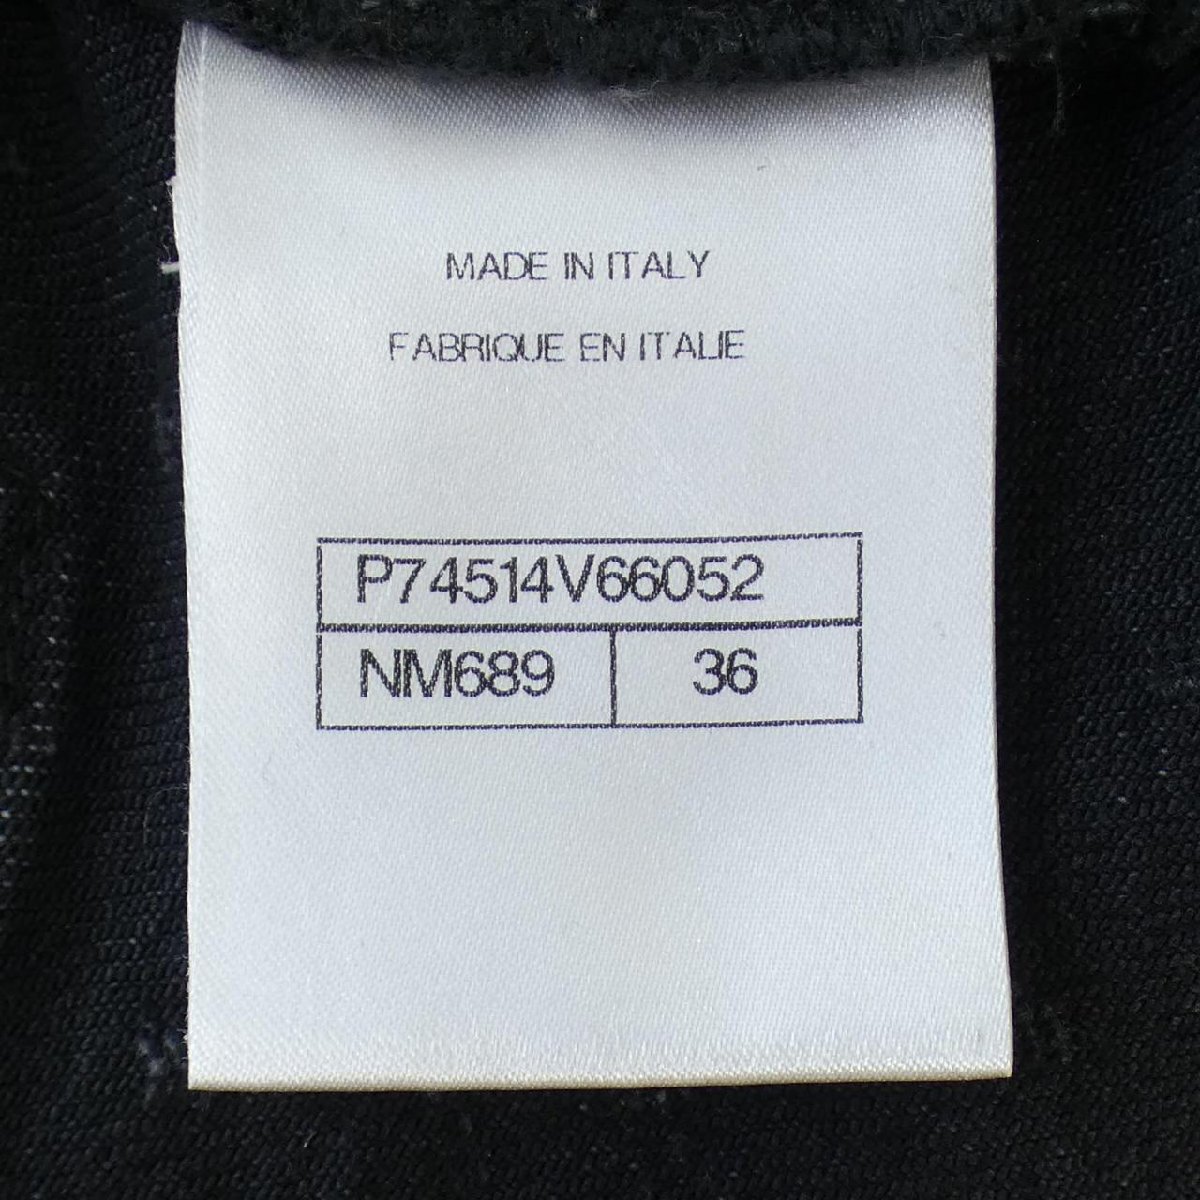 MADE IN ITALY
FABRIQUE EN ITALIE
P74514V66052
NM689 36